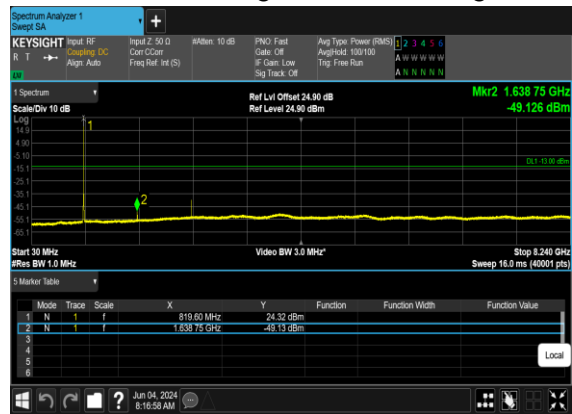 Spectrum Analyzer 1
Swept SA
KEYSIGHT Input: RF Input Z: 50 Ω #Atten: 10 dB PNO: Fast Avg Type: Power (RMS) 1 2 3 4 5 6
R T Coupling: DC Corr CCorr Gate: Off Avg|Hold: 100/100 A W W W W W
Align: Auto Freq Ref: Int (S) IF Gain: Low Trig: Free Run
LW Sig Track: Off A N N N N N
1 Spectrum Ref Lvl Offset 24.90 dB Mkr2 1.638 75 GHz
Scale/Div 10 dB Ref Level 24.90 dBm -49.126 dBm
Log
14.9
4.90
-5.10
-15.1
-25.1
-35.1
-45.1
-55.1
-65.1
1
2
DL1 -13.00 dBm
Start 30 MHz Video BW 3.0 MHz* Stop 8.240 GHz
#Res BW 1.0 MHz Sweep 16.0 ms (40001 pts)
5 Marker Table
Mode Trace Scale X Y Function Function Width Function Value
1 N 1 f 819.60 MHz 24.32 dBm
2 N 1 f 1.638 75 GHz -49.13 dBm
3
4
5
6
Local
? Jun 04, 2024
8:16:58 AM